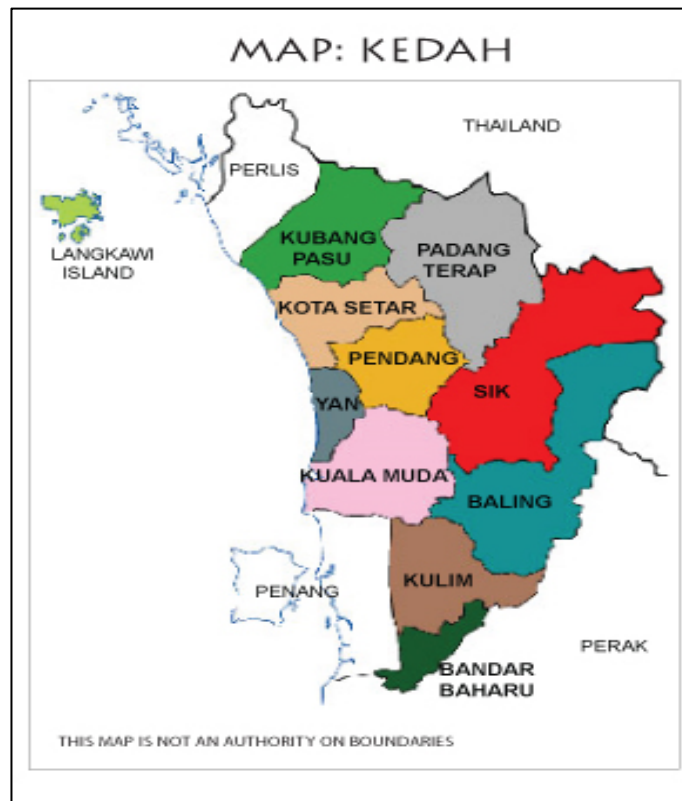 MAP: KEDAH
THAILAND
PERLIS
KUBANG
PASU
PADANG
TERAP
LANGKAWI
ISLAND
KOTA SETAR
PENDANG
YAN
SIK
KUALA MUDA
BALING
KULIM
PENANG
PERAK
BANDAR
BAHARU
THIS MAP IS NOT AN AUTHORITY ON BOUNDARIES